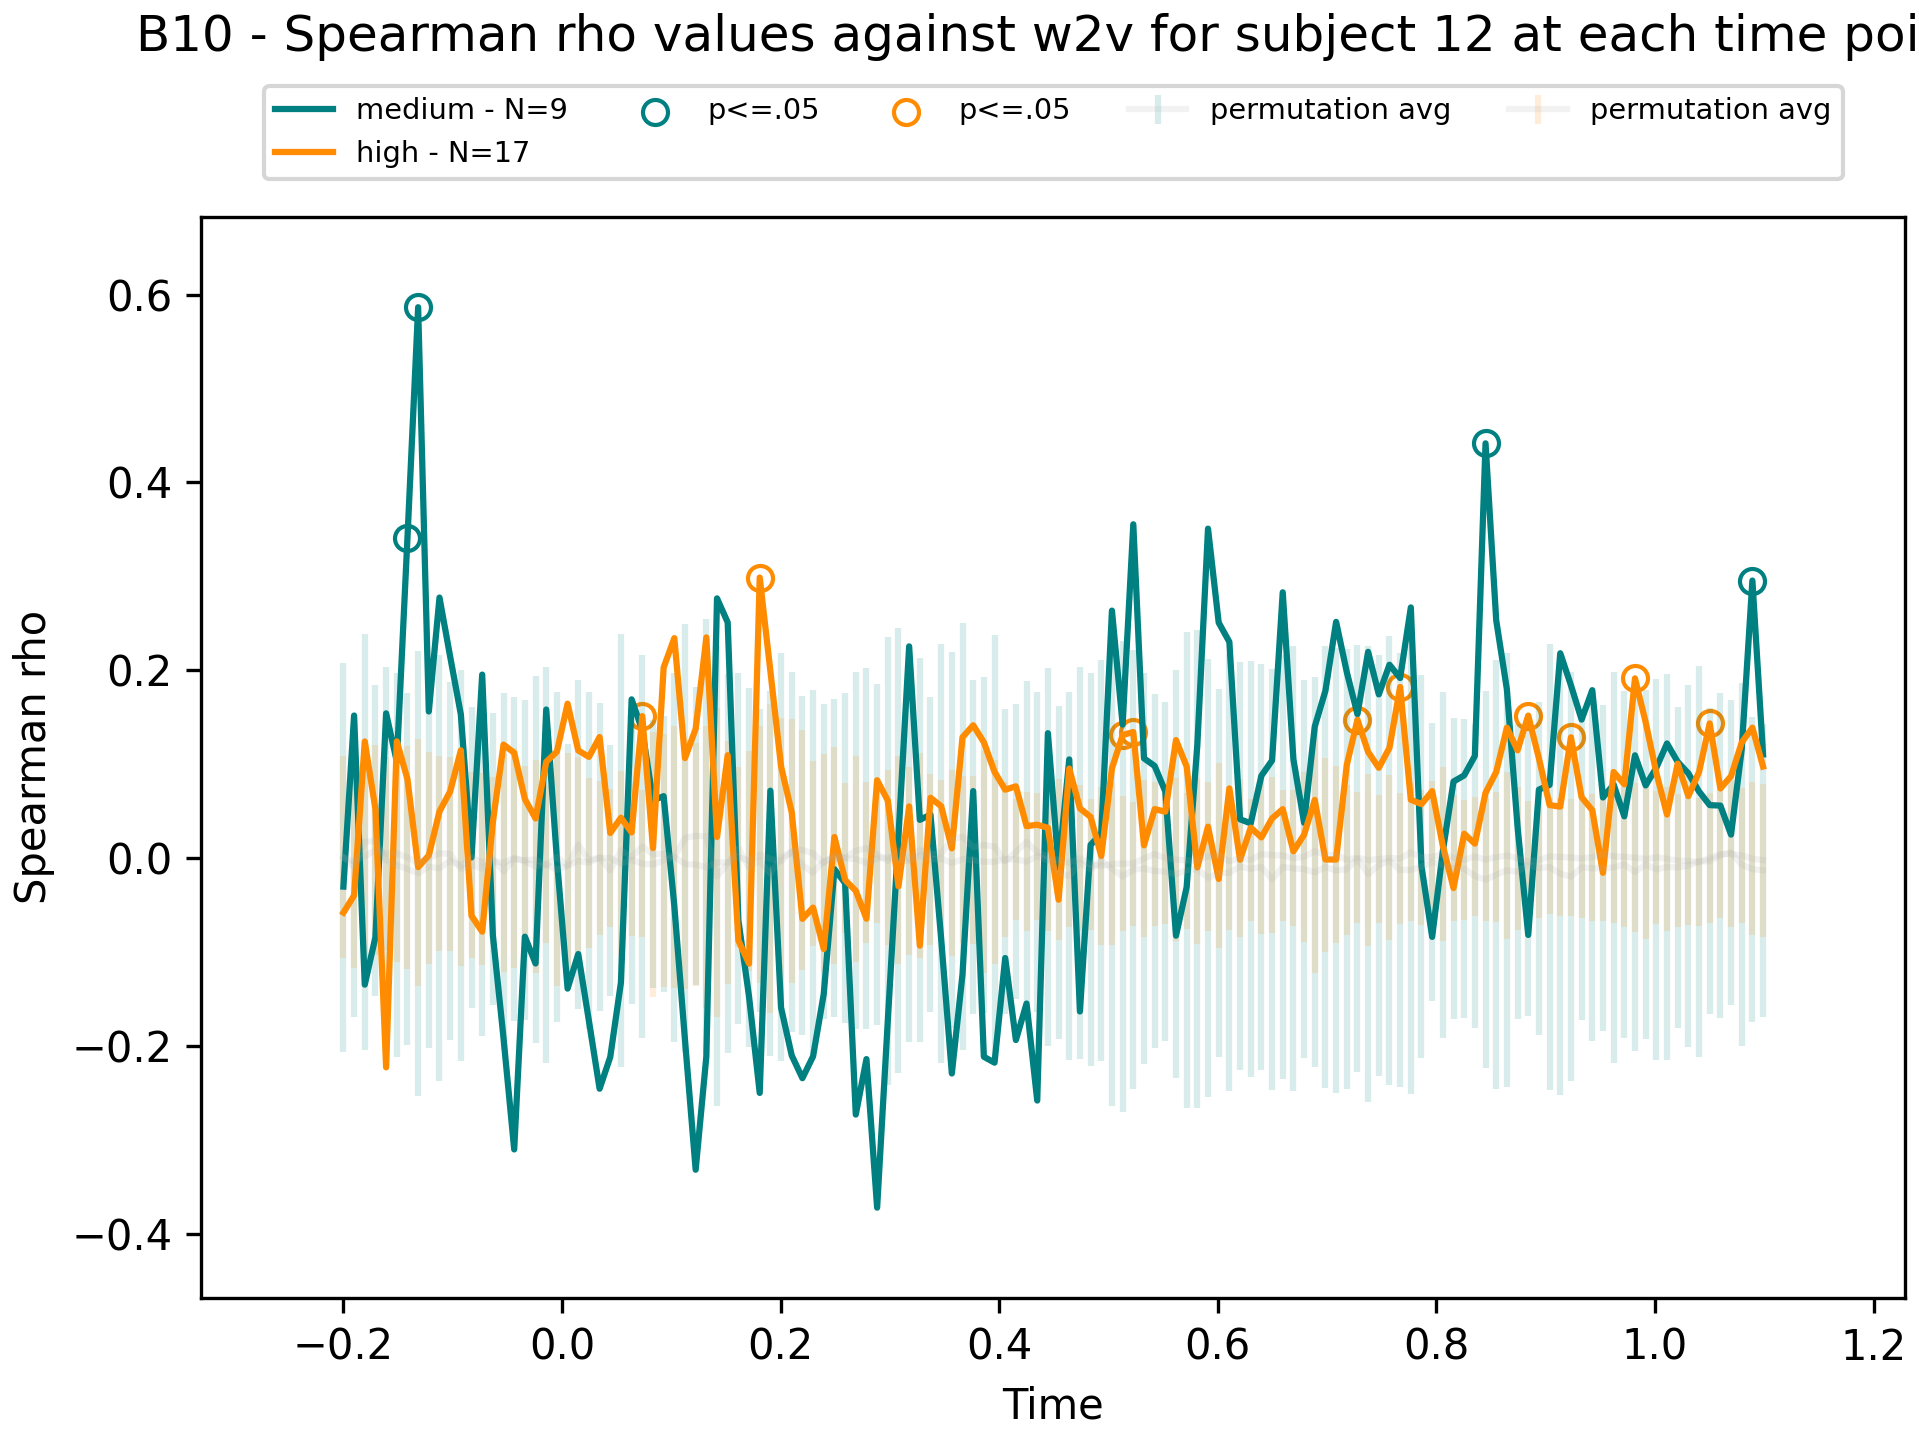 B10 - Spearman rho values against w2v for subject 12 at each time poi
medium - N=9
high - N=17
p<=.05
p<=.05
permutation avg
permutation avg
Spearman rho
0.6
0.4
0.2
0.0
−0.2
−0.4
−0.2
0.0
0.2
0.4
0.6
0.8
1.0
1.2
Time